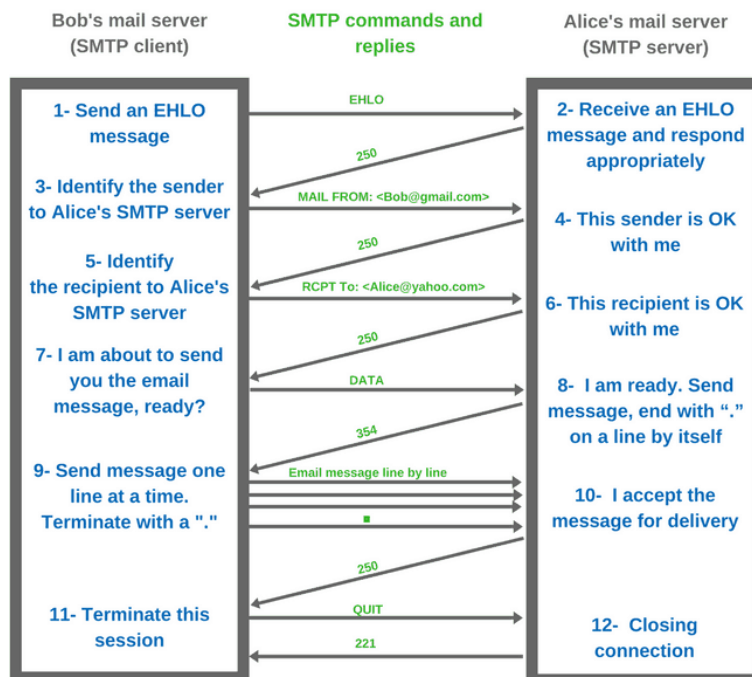 Bob's mail server
(SMTP client)
SMTP commands and
replies
Alice's mail server
(SMTP server)
1- Send an EHLO
message
EHLO
2- Receive an EHLO
message and respond
appropriately
250
3- Identify the sender
to Alice's SMTP server
MAIL FROM: <Bob@gmail.com>
4- This sender is OK
with me
250
5- Identify
the recipient to Alice's
SMTP server
RCPT To: <Alice@yahoo.com>
6- This recipient is OK
with me
250
7- I am about to send
you the email
message, ready?
DATA
8- I am ready. Send
message, end with “.”
on a line by itself
354
9- Send message one
line at a time.
Terminate with a "."
Email message line by line
.
10- I accept the
message for delivery
250
11- Terminate this
session
QUIT
12- Closing
connection
221